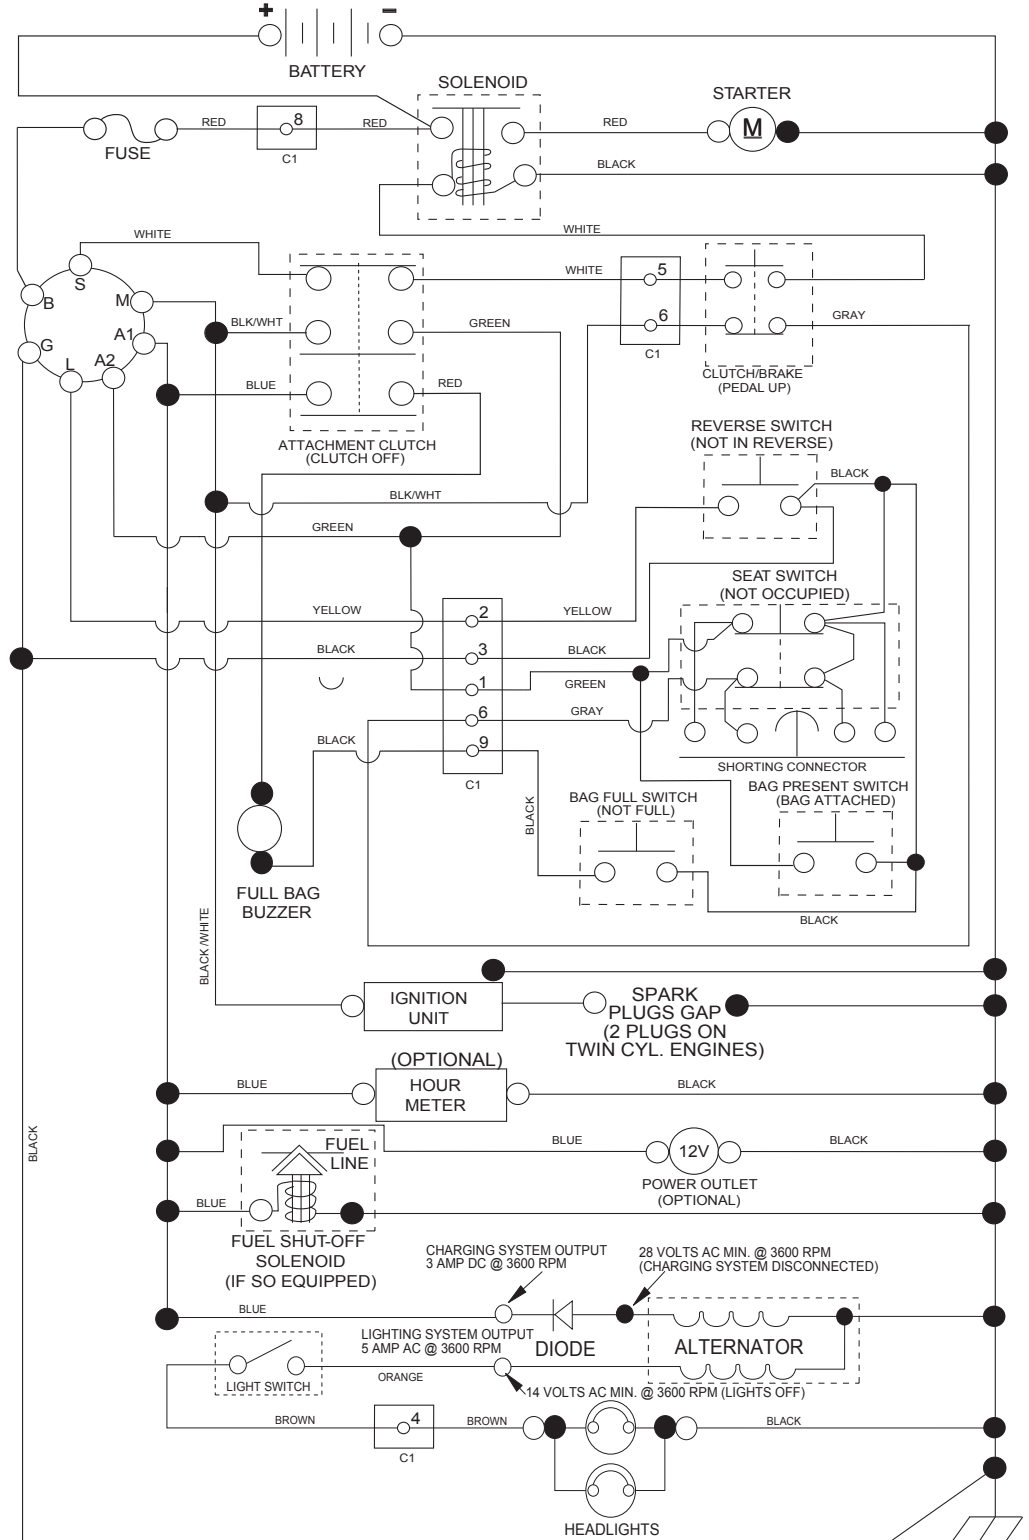 + –
BATTERY
SOLENOID
STARTER
M
RED
8
RED
RED
FUSE
C1
BLACK
WHITE
WHITE
S
B
M
A1
G
L
A2
WHITE
5
6
C1
BLK/WHT
GREEN
GRAY
CLUTCH/BRAKE
(PEDAL UP)
BLUE
RED
ATTACHMENT CLUTCH
(CLUTCH OFF)
REVERSE SWITCH
(NOT IN REVERSE)
BLACK
BLK/WHT
GREEN
SEAT SWITCH
(NOT OCCUPIED)
YELLOW
2
YELLOW
BLACK
3
BLACK
1
GREEN
6
GRAY
BLACK
9
C1
SHORTING CONNECTOR
BAG PRESENT SWITCH
(BAG ATTACHED)
BAG FULL SWITCH
(NOT FULL)
BLACK
FULL BAG
BUZZER
BLACK
BLACK/WHITE
IGNITION
UNIT
SPARK
PLUGS GAP
(2 PLUGS ON
TWIN CYL. ENGINES)
(OPTIONAL)
BLUE
HOUR
METER
BLACK
BLACK
FUEL
LINE
BLUE
12V
BLACK
POWER OUTLET
(OPTIONAL)
BLUE
FUEL SHUT-OFF
SOLENOID
(IF SO EQUIPPED)
CHARGING SYSTEM OUTPUT
3 AMP DC @ 3600 RPM
28 VOLTS AC MIN. @ 3600 RPM
(CHARGING SYSTEM DISCONNECTED)
BLUE
DIODE
ALTERNATOR
LIGHTING SYSTEM OUTPUT
5 AMP AC @ 3600 RPM
LIGHT SWITCH
ORANGE
14 VOLTS AC MIN. @ 3600 RPM (LIGHTS OFF)
BROWN
4
C1
BROWN
BLACK
HEADLIGHTS